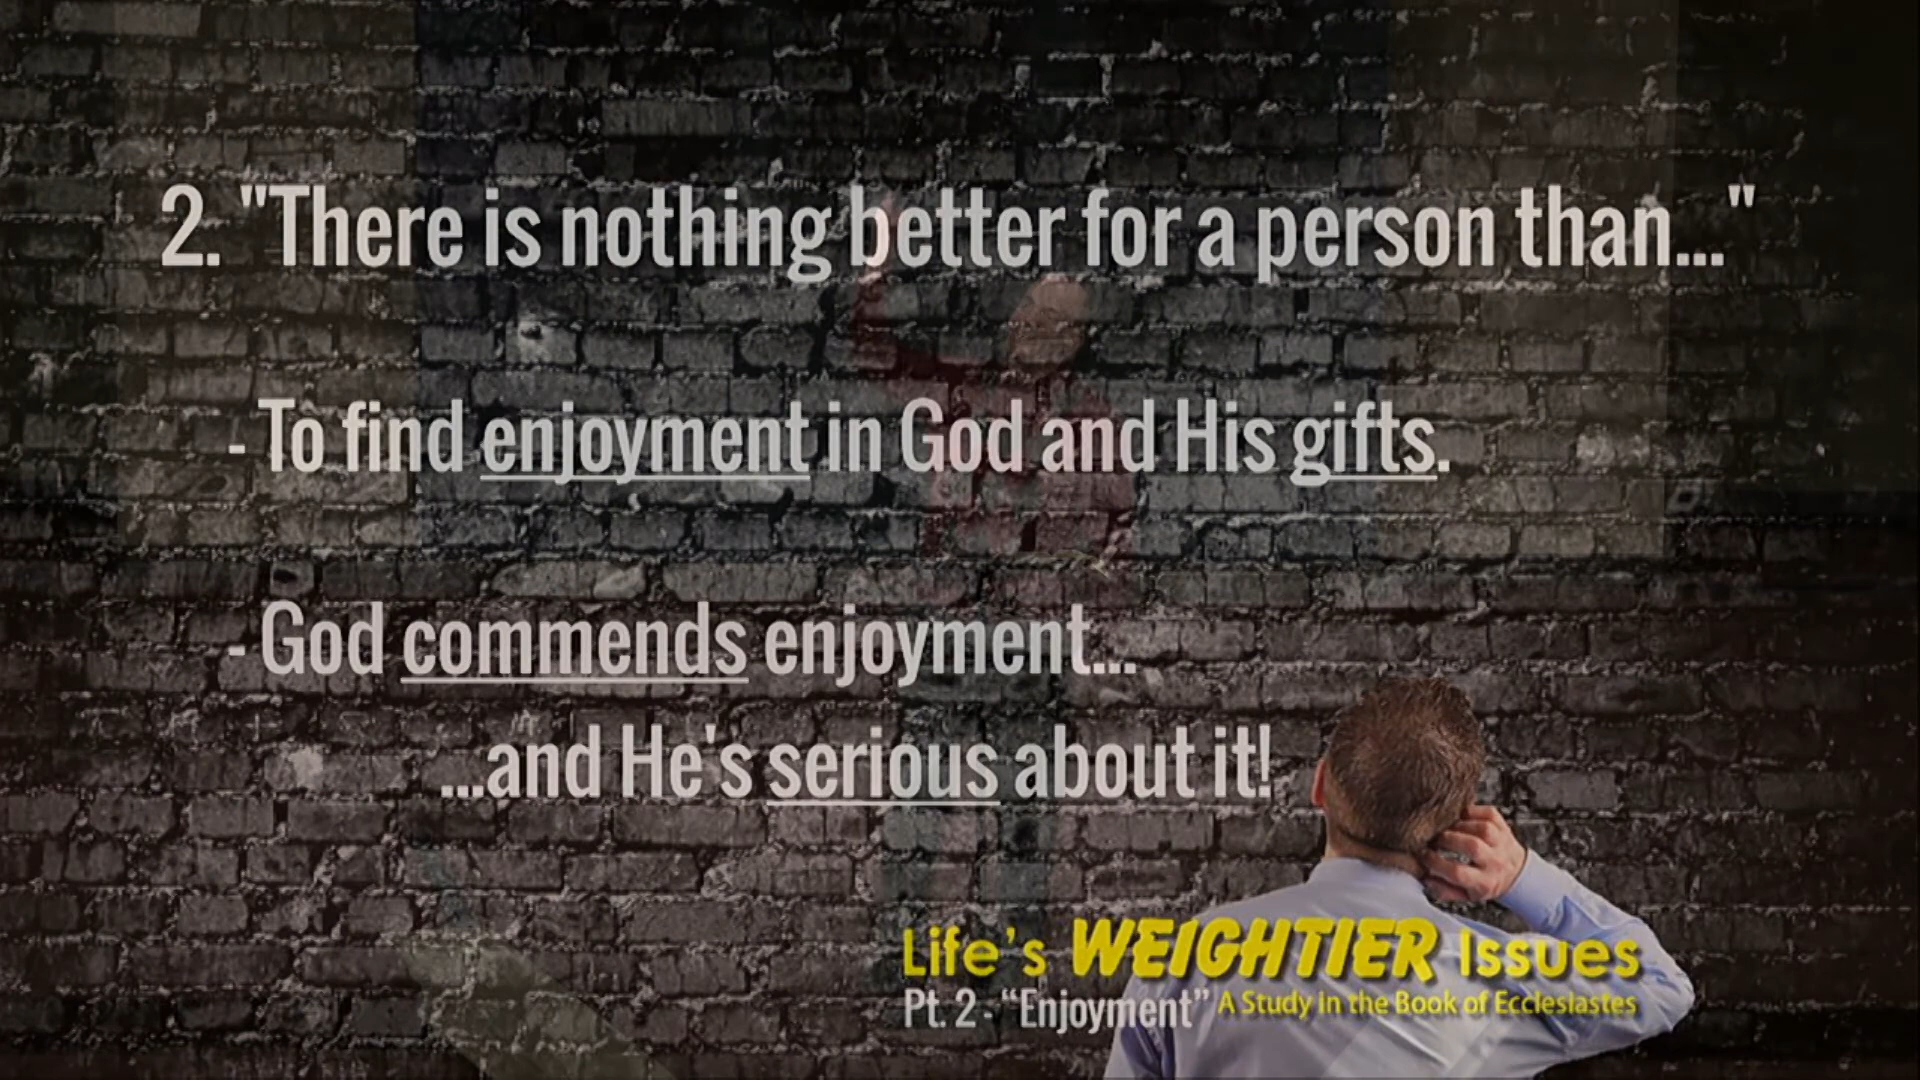 2. "There is nothing better for a person than..."
- To find enjoyment in God and His gifts.
- God commends enjoyment...
...and He's serious about it!
Life's WEIGHTIER Issues
Pt. 2 - “Enjoyment” A Study in the Book of Ecclesiastes